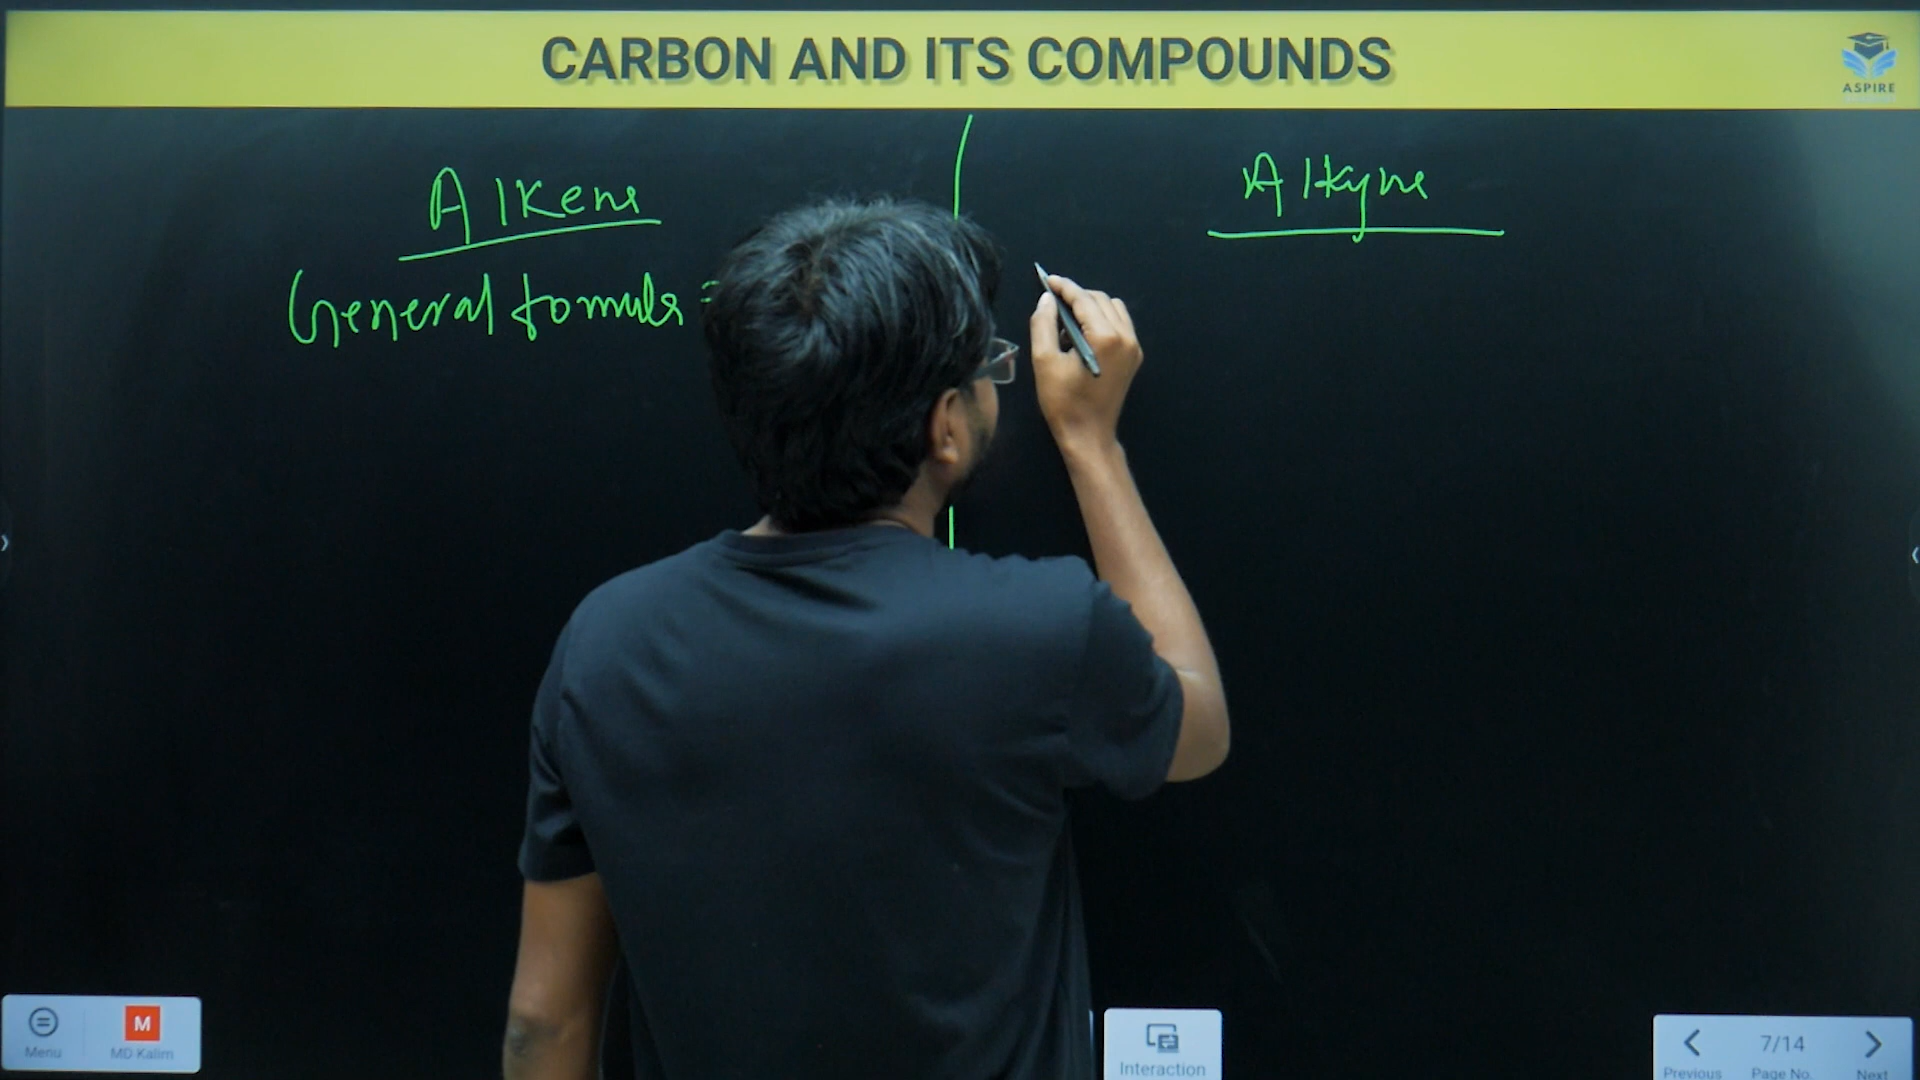 CARBON AND ITS COMPOUNDS
ASPIRE
Alkene
Alkyne
General formula =
Menu
M
MD Kalim
Interaction
7/14
Previous
Page No.
Next